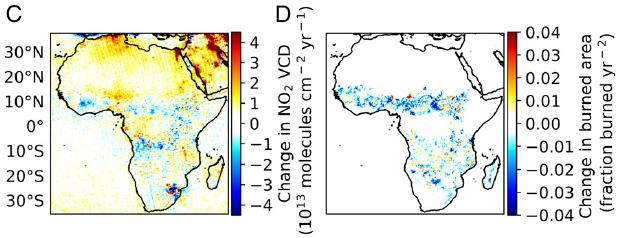 C
30°N
20°N
10°N
0°
10°S
20°S
30°S
4
3
2
1
0
−1
−2
−3
−4
Change in NO₂ VCD
(10¹³ molecules cm⁻² yr⁻¹)
D
0.04
0.03
0.02
0.01
0.00
−0.01
−0.02
−0.03
−0.04
Change in burned area
(fraction burned yr⁻²)